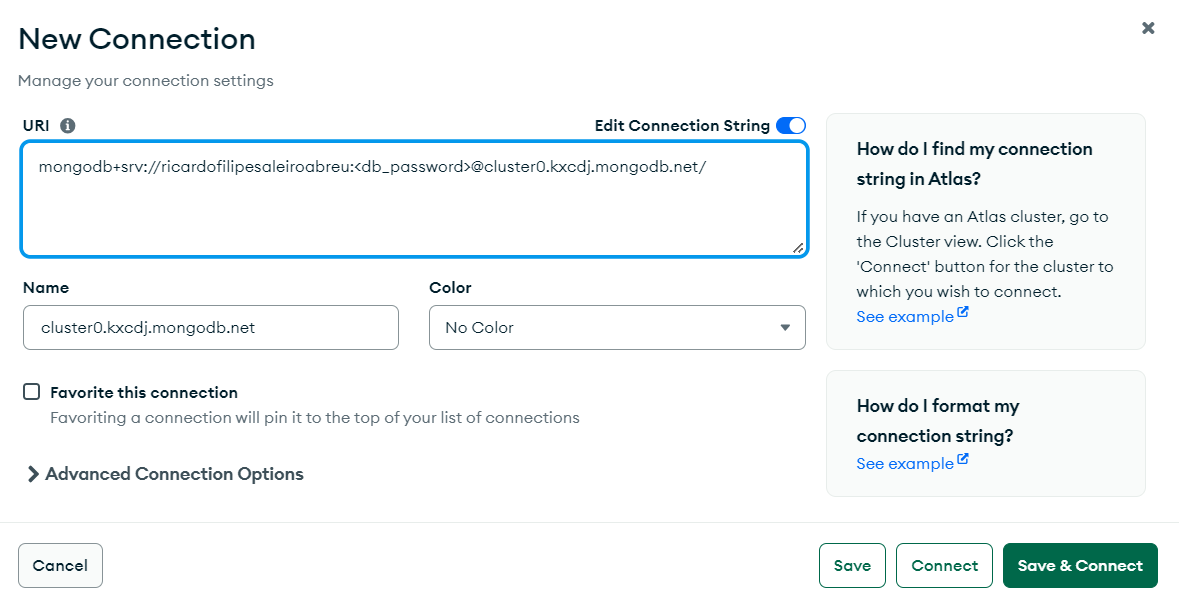 New Connection
Manage your connection settings
URI
Edit Connection String
mongodb+srv://ricardofilipesaleiroabreu:<db_password>@cluster0.kxcdj.mongodb.net/
Name
Color
cluster0.kxcdj.mongodb.net
No Color
Favorite this connection
Favoriting a connection will pin it to the top of your list of connections
Advanced Connection Options
How do I find my connection
string in Atlas?
If you have an Atlas cluster, go to
the Cluster view. Click the
'Connect' button for the cluster to
which you wish to connect.
See example
How do I format my
connection string?
See example
Cancel
Save
Connect
Save & Connect